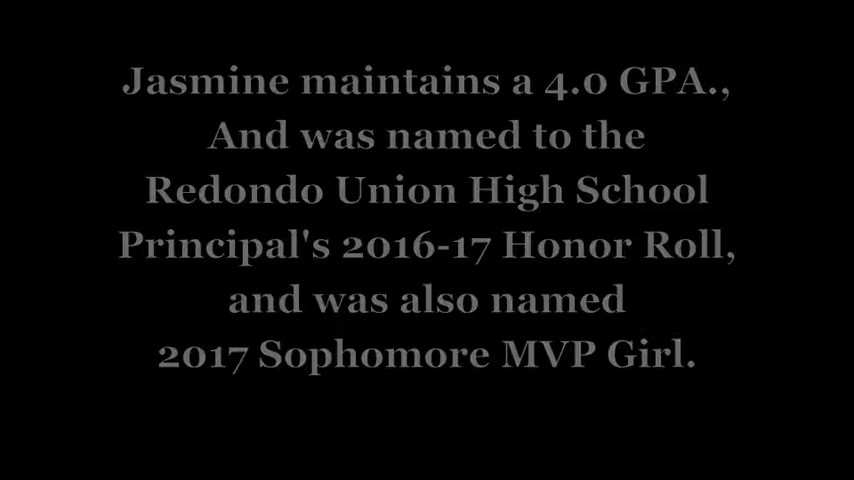 Jasmine maintains a 4.0 GPA.,
And was named to the
Redondo Union High School
Principal's 2016-17 Honor Roll,
and was also named
2017 Sophomore MVP Girl.